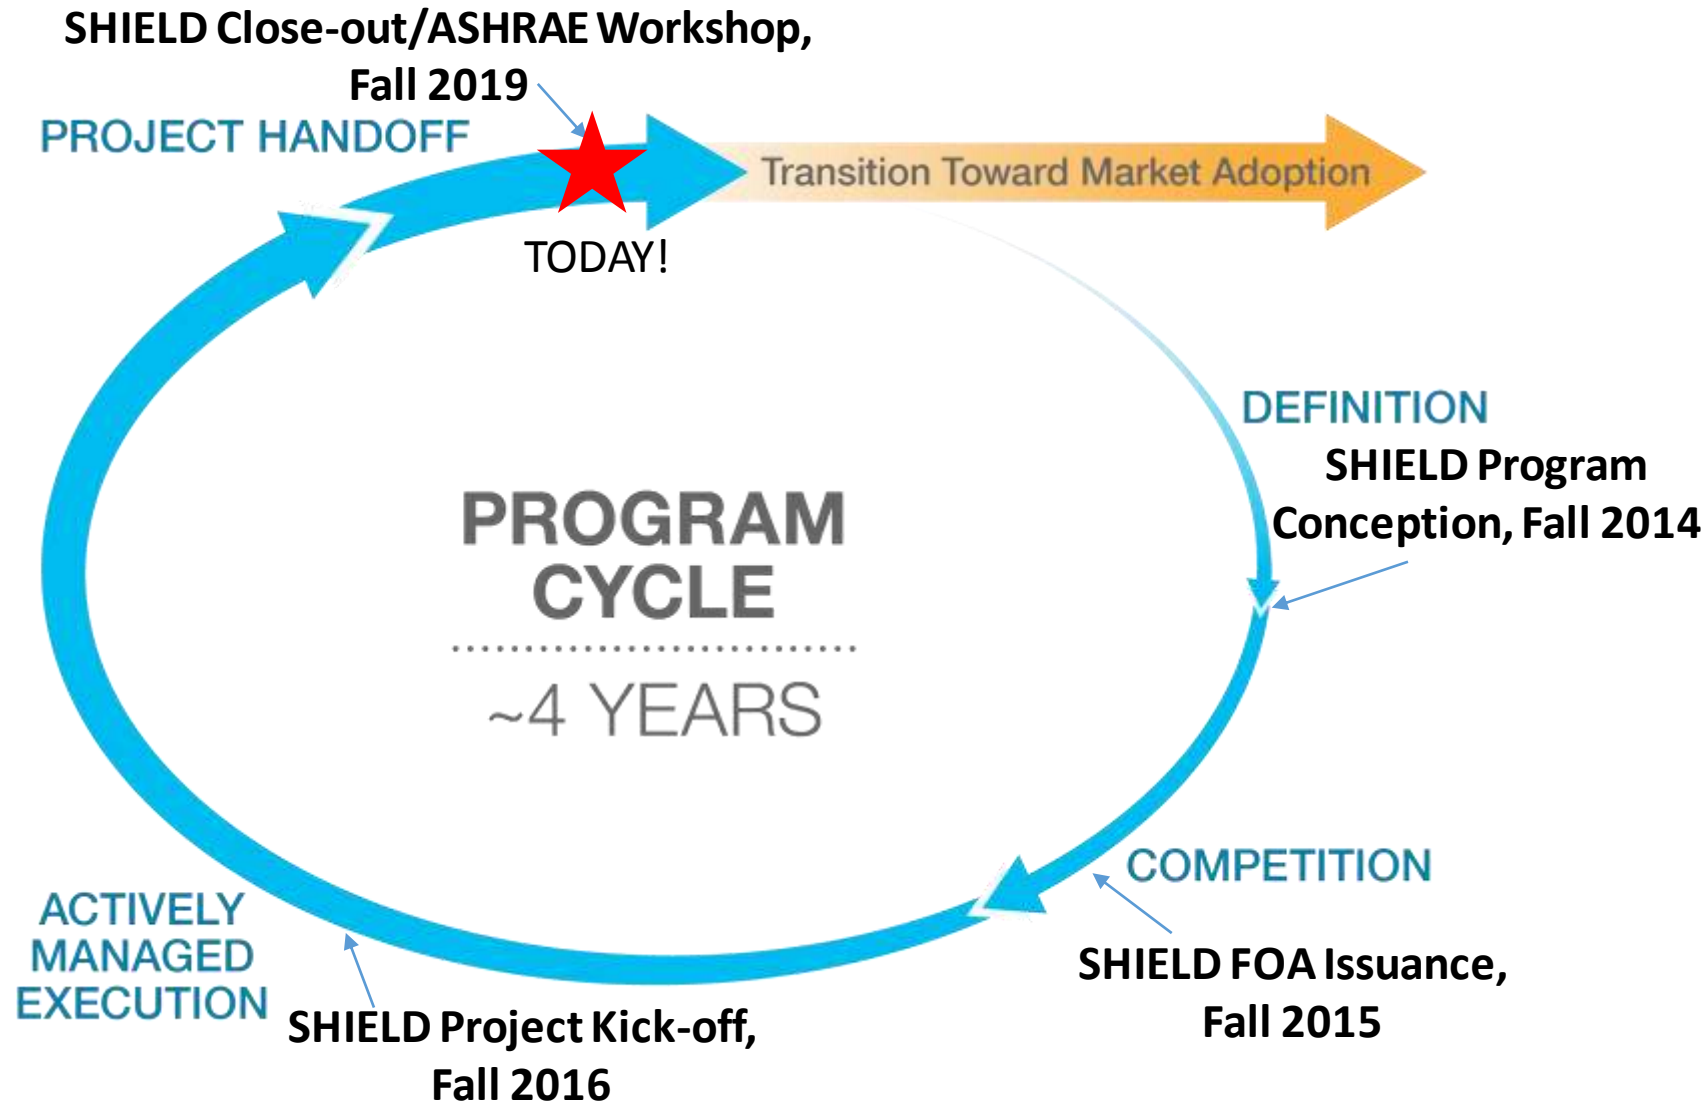 SHIELD Close-out/ASHRAE Workshop,
Fall 2019
PROJECT HANDOFF
Transition Toward Market Adoption
TODAY!
DEFINITION
SHIELD Program
Conception, Fall 2014
PROGRAM
CYCLE
~4 YEARS
COMPETITION
SHIELD FOA Issuance,
Fall 2015
ACTIVELY
MANAGED
EXECUTION
SHIELD Project Kick-off,
Fall 2016